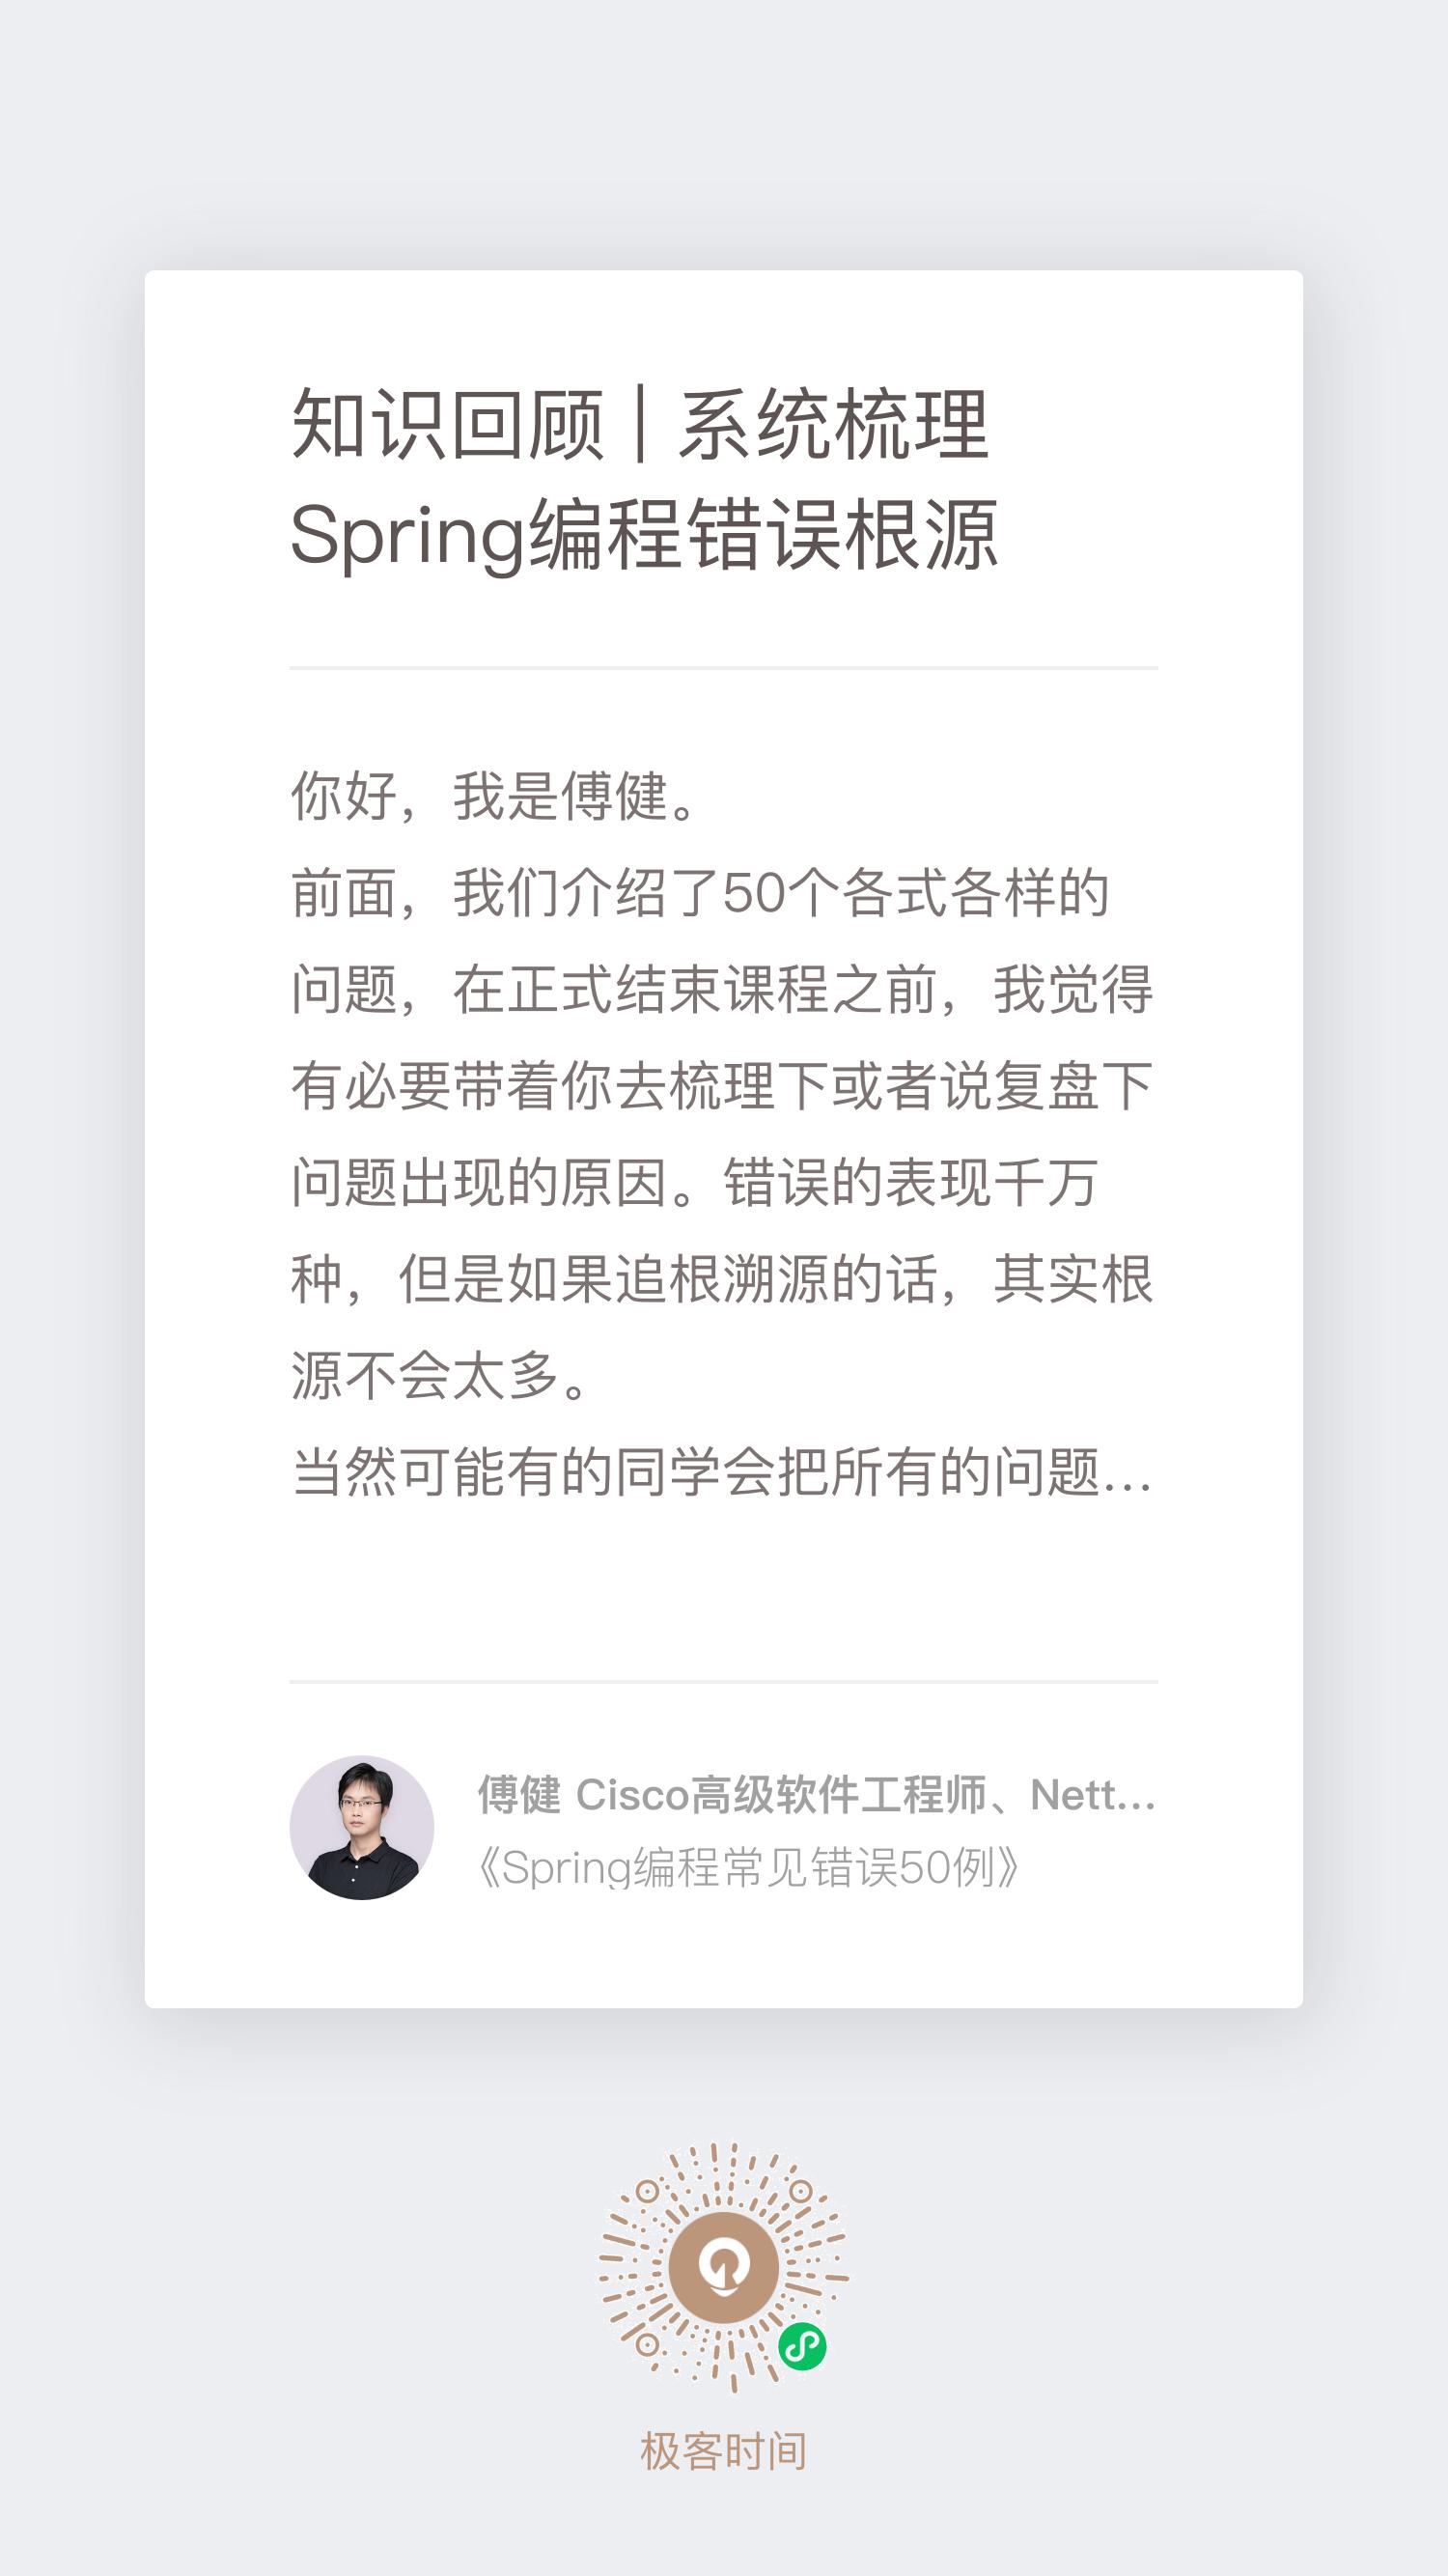 知识回顾 | 系统梳理
Spring编程错误根源
你好，我是傅健。
前面，我们介绍了50个各式各样的
问题，在正式结束课程之前，我觉得
有必要带着你去梳理下或者说复盘下
问题出现的原因。错误的表现千万
种，但是如果追根溯源的话，其实根
源不会太多。
当然可能有的同学会把所有的问题…
傅健 Cisco高级软件工程师、Nett…
《Spring编程常见错误50例》
极客时间